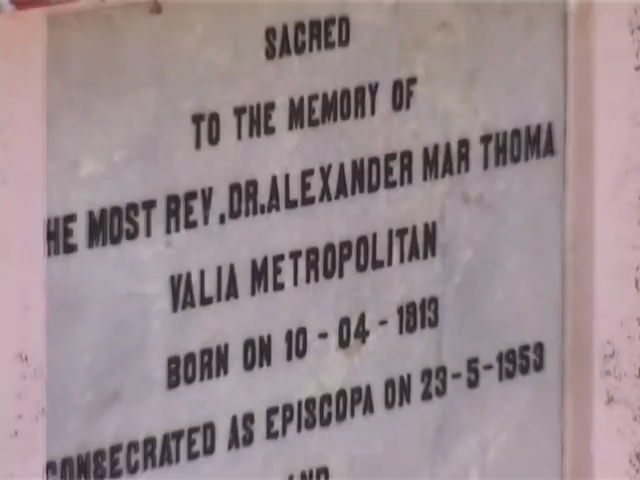 SACRED
TO THE MEMORY OF
HE MOST REV. DR. ALEXANDER MAR THOMA
VALIA METROPOLITAN
BORN ON 10 - 04 - 1913
CONSECRATED AS EPISCOPA ON 23-5-1953
AND